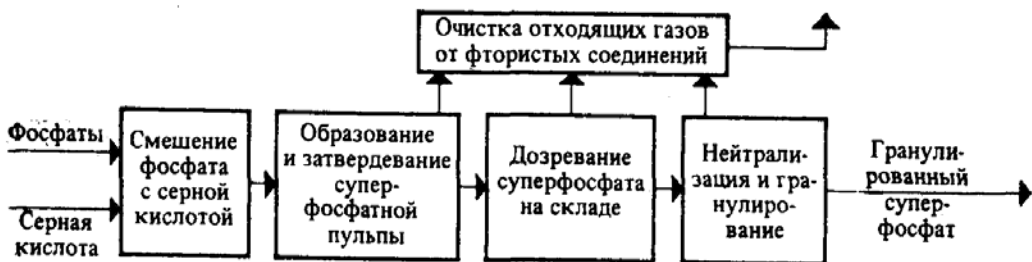 Очистка отходящих газов
от фтористых соединений
Фосфаты
Серная
кислота
Смешение
фосфата
с серной
кислотой
Образование
и затвердевание
супер-
фосфатной
пульпы
Дозревание
суперфосфата
на складе
Нейтрали-
зация и гра-
нулиро-
вание
Гранули-
рованный
супер-
фосфат